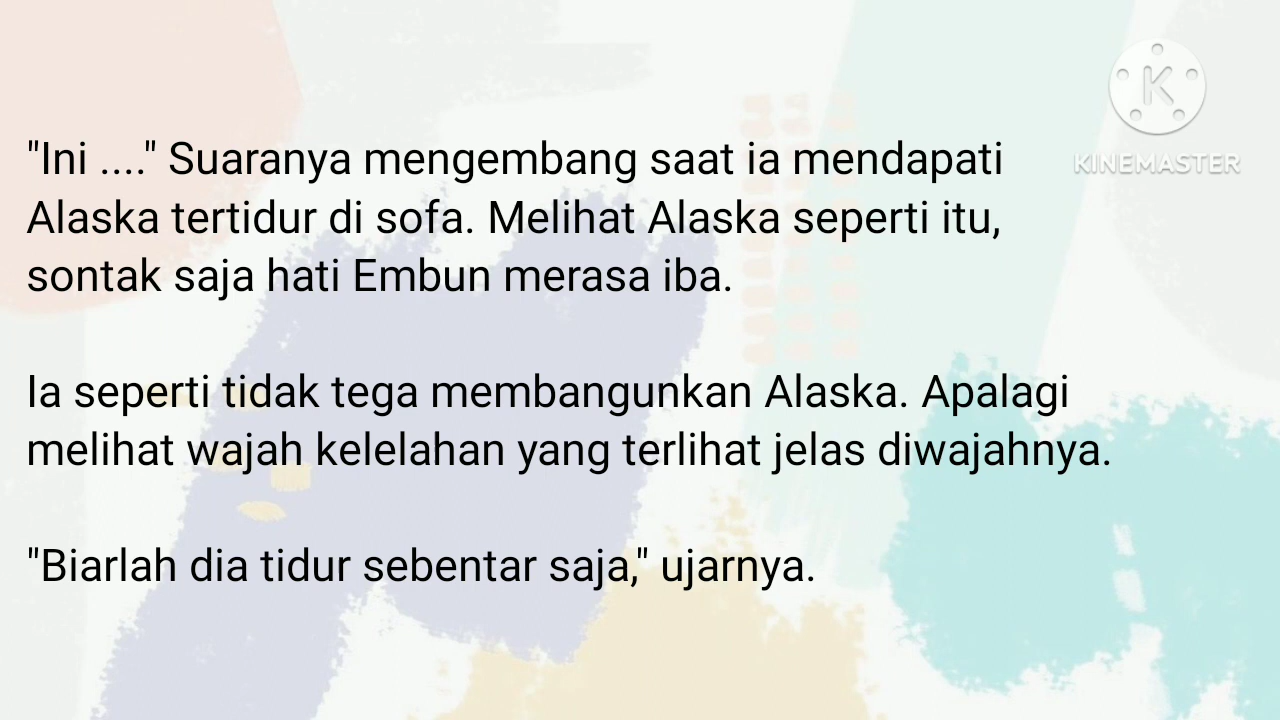 "Ini ...." Suaranya mengembang saat ia mendapati
Alaska tertidur di sofa. Melihat Alaska seperti itu,
sontak saja hati Embun merasa iba.
Ia seperti tidak tega membangunkan Alaska. Apalagi
melihat wajah kelelahan yang terlihat jelas diwajahnya.
"Biarlah dia tidur sebentar saja," ujarnya.
K
KINEMASTER